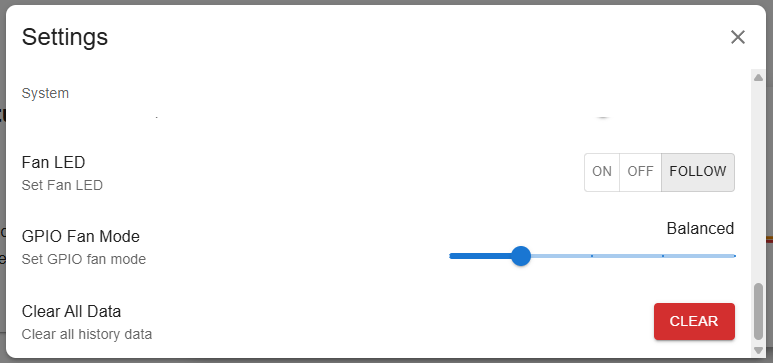 Settings
System
Fan LED
Set Fan LED
ON OFF FOLLOW
GPIO Fan Mode
Set GPIO fan mode
Balanced
Clear All Data
Clear all history data
CLEAR